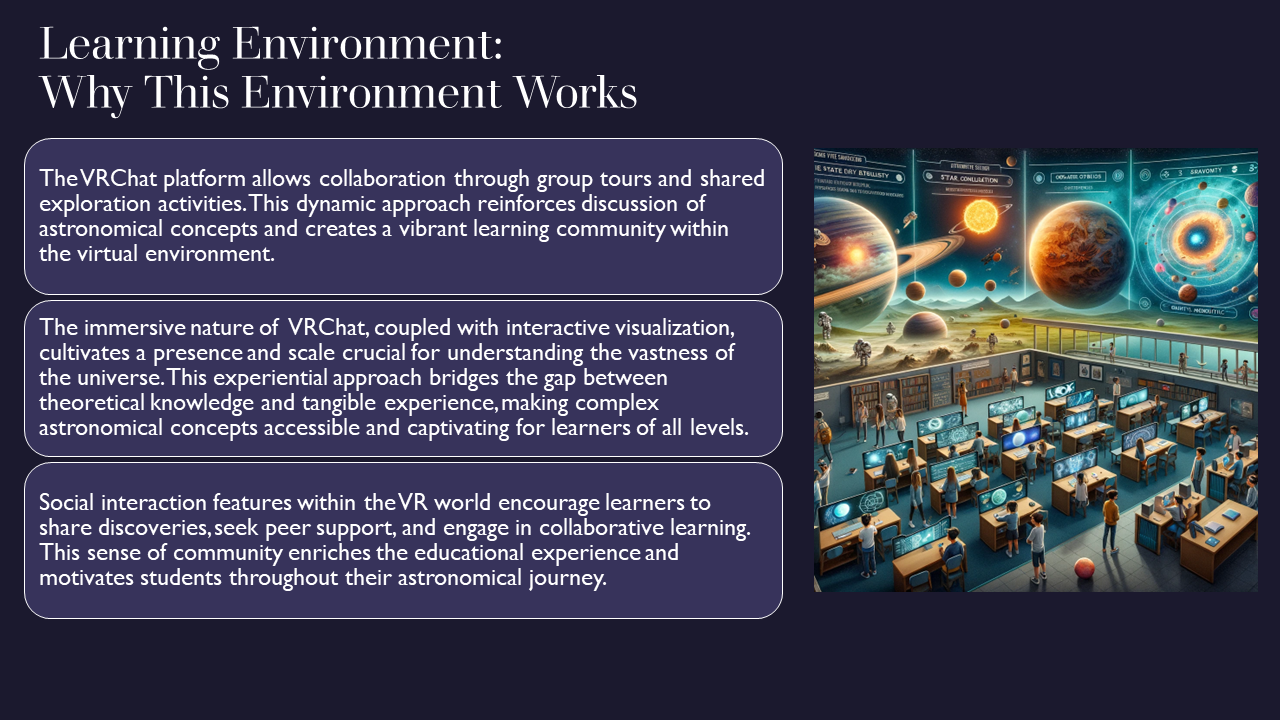 Learning Environment:
Why This Environment Works
The VRChat platform allows collaboration through group tours and shared
exploration activities. This dynamic approach reinforces discussion of
astronomical concepts and creates a vibrant learning community within
the virtual environment.
The immersive nature of VRChat, coupled with interactive visualization,
cultivates a presence and scale crucial for understanding the vastness of
the universe. This experiential approach bridges the gap between
theoretical knowledge and tangible experience, making complex
astronomical concepts accessible and captivating for learners of all levels.
Social interaction features within the VR world encourage learners to
share discoveries, seek peer support, and engage in collaborative learning.
This sense of community enriches the educational experience and
motivates students throughout their astronomical journey.